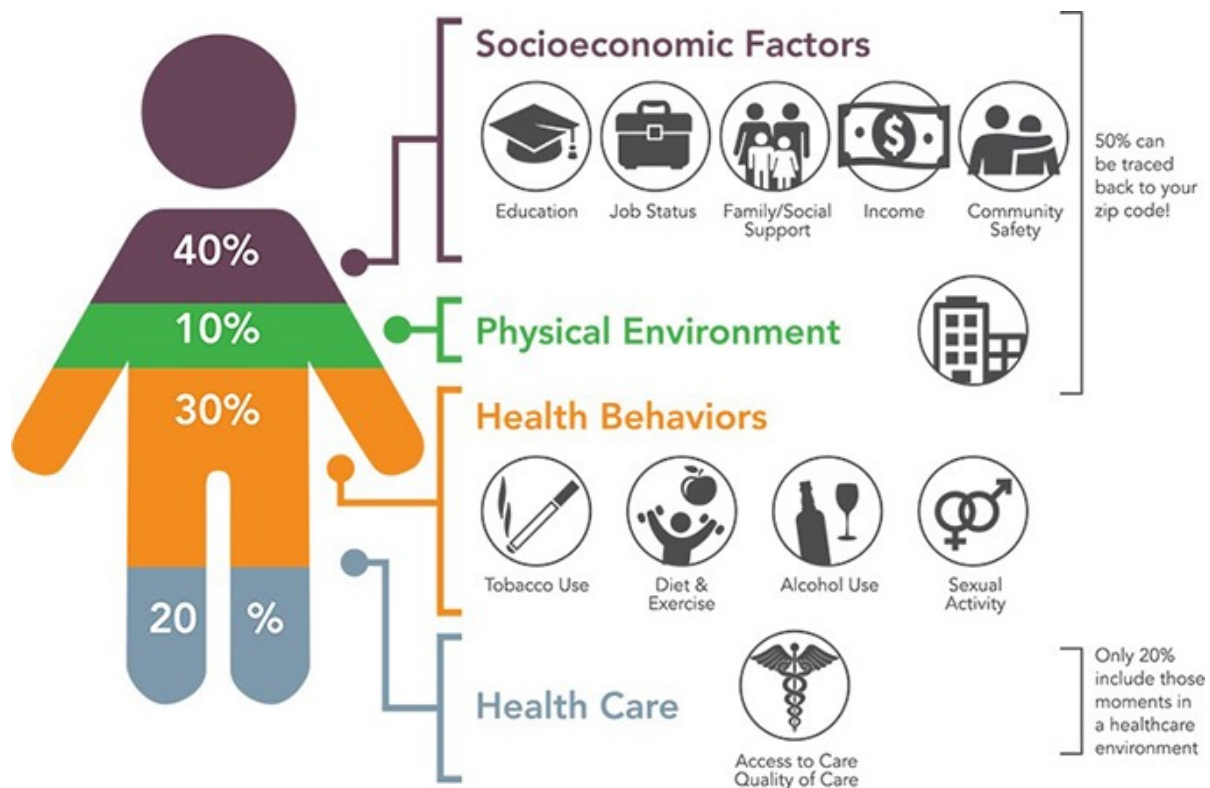 Socioeconomic Factors
Education
Job Status
Family/Social
Support
Income
Community
Safety
50% can
be traced
back to your
zip code!
40%
10%
Physical Environment
30%
Health Behaviors
Tobacco Use
Diet &
Exercise
Alcohol Use
Sexual
Activity
20 %
Health Care
Access to Care
Quality of Care
Only 20%
include those
moments in
a healthcare
environment